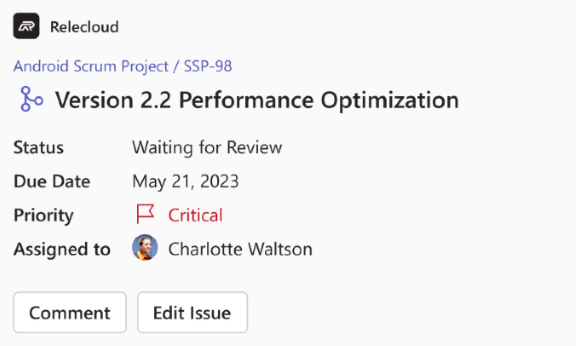 Relecloud
Android Scrum Project / SSP-98
Version 2.2 Performance Optimization
Status Waiting for Review
Due Date May 21, 2023
Priority Critical
Assigned to Charlotte Waltson
Comment Edit Issue